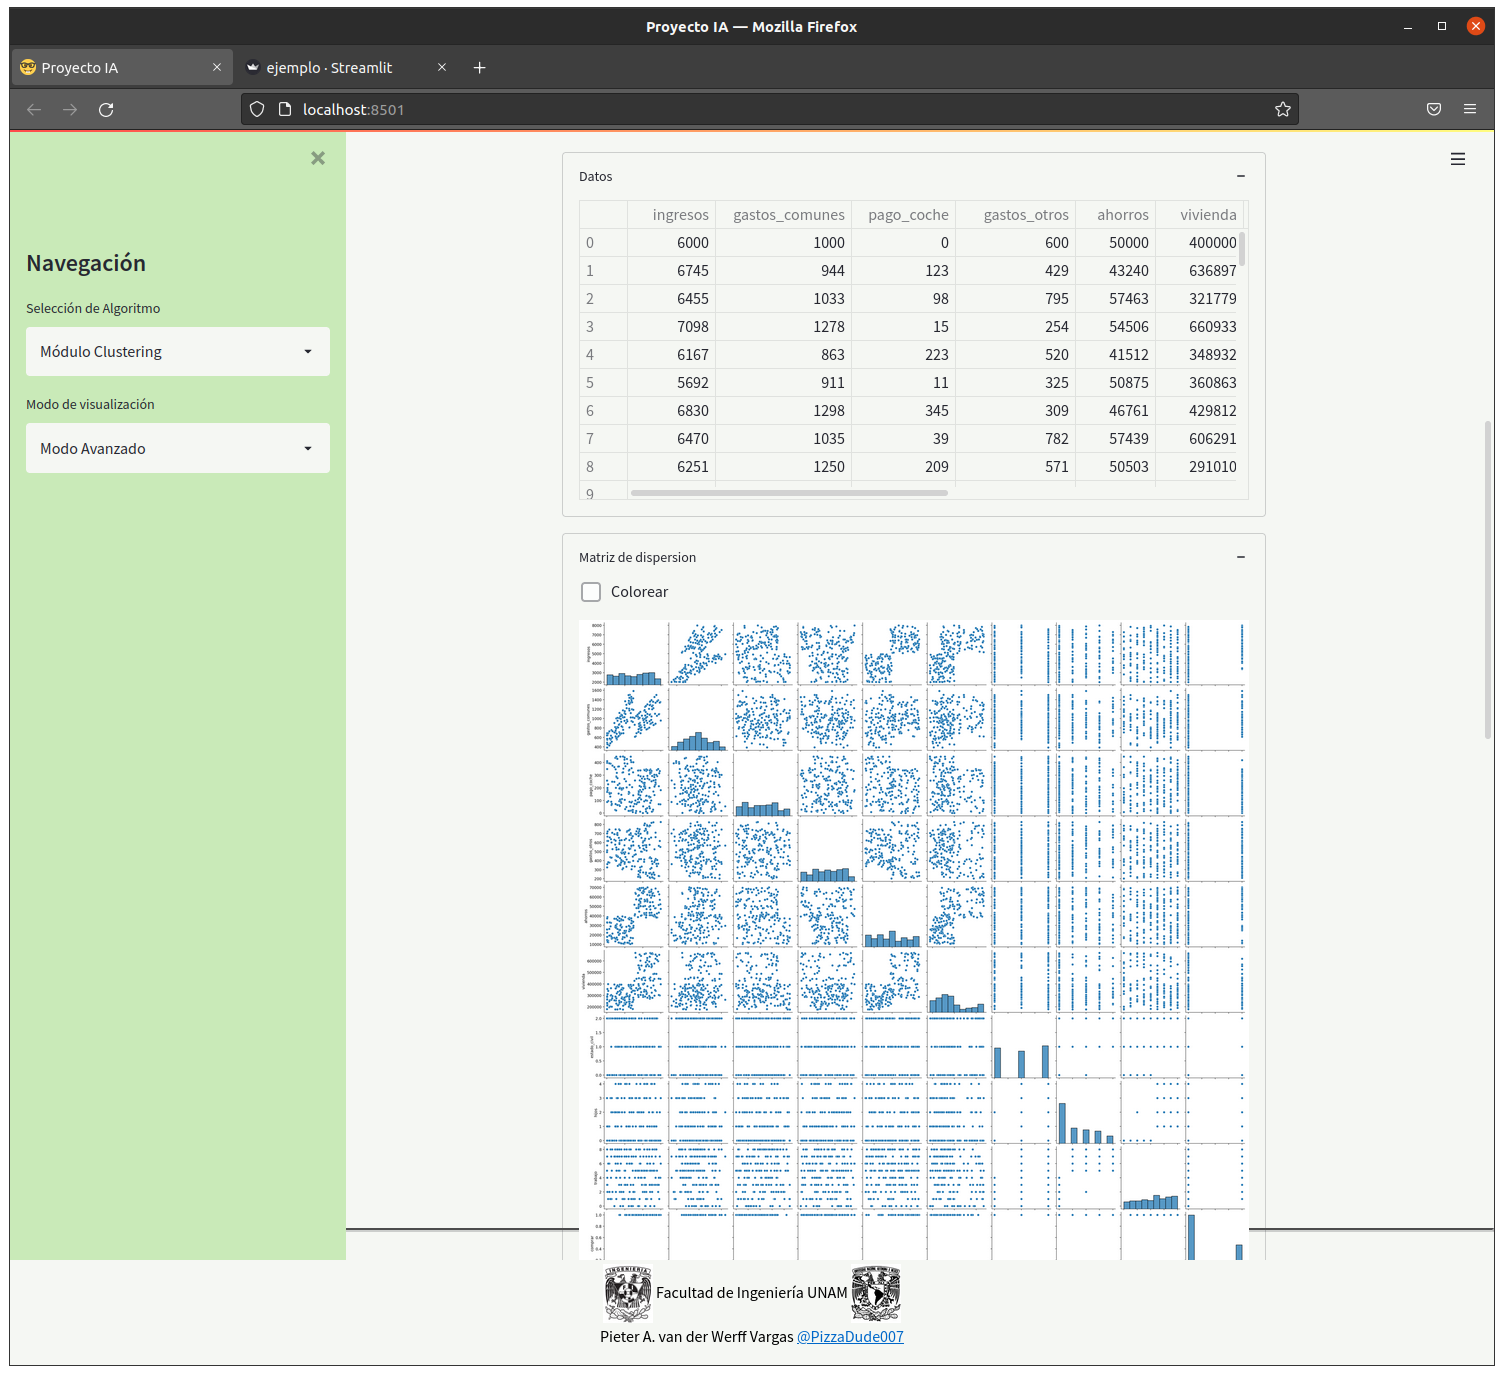 Proyecto IA — Mozilla Firefox
Proyecto IA
ejemplo · Streamlit
localhost:8501
Navegación
Selección de Algoritmo
Módulo Clustering
Modo de visualización
Modo Avanzado
Datos
ingresos gastos_comunes pago_coche gastos_otros ahorros vivienda
0 6000 1000 0 600 50000 400000
1 6745 944 123 429 43240 636897
2 6455 1033 98 795 57463 321779
3 7098 1278 15 254 54506 660933
4 6167 863 223 520 41512 348932
5 5692 911 11 325 50875 360863
6 6830 1298 345 309 46761 429812
7 6470 1035 39 782 57439 606291
8 6251 1250 209 571 50503 291010
9
Matriz de dispersion
Colorear
INGENIERIA
Facultad de Ingeniería UNAM
Pieter A. van der Werff Vargas @PizzaDude007